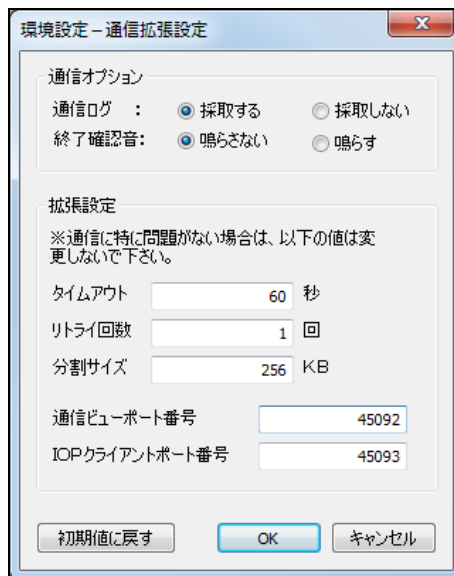 環境設定－通信拡張設定
通信オプション
通信ログ　： 採取する 採取しない
終了確認音： 鳴らさない 鳴らす
拡張設定
※通信に特に問題がない場合は、以下の値は変
更しないで下さい。
タイムアウト 60 秒
リトライ回数 1 回
分割サイズ 256 ＫＢ
通信ビューポート番号 45092
IOPクライアントポート番号 45093
初期値に戻す OK キャンセル